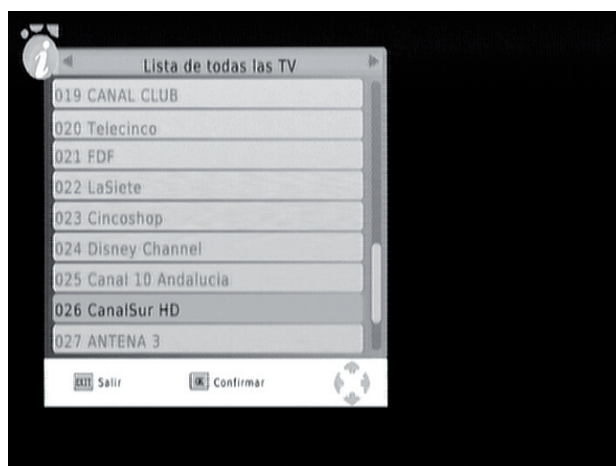 i
Lista de todas las TV
019 CANAL CLUB
020 Telecinco
021 FDF
022 LaSiete
023 Cincoshop
024 Disney Channel
025 Canal 10 Andalucia
026 CanalSur HD
027 ANTENA 3
EXIT Salir OK Confirmar